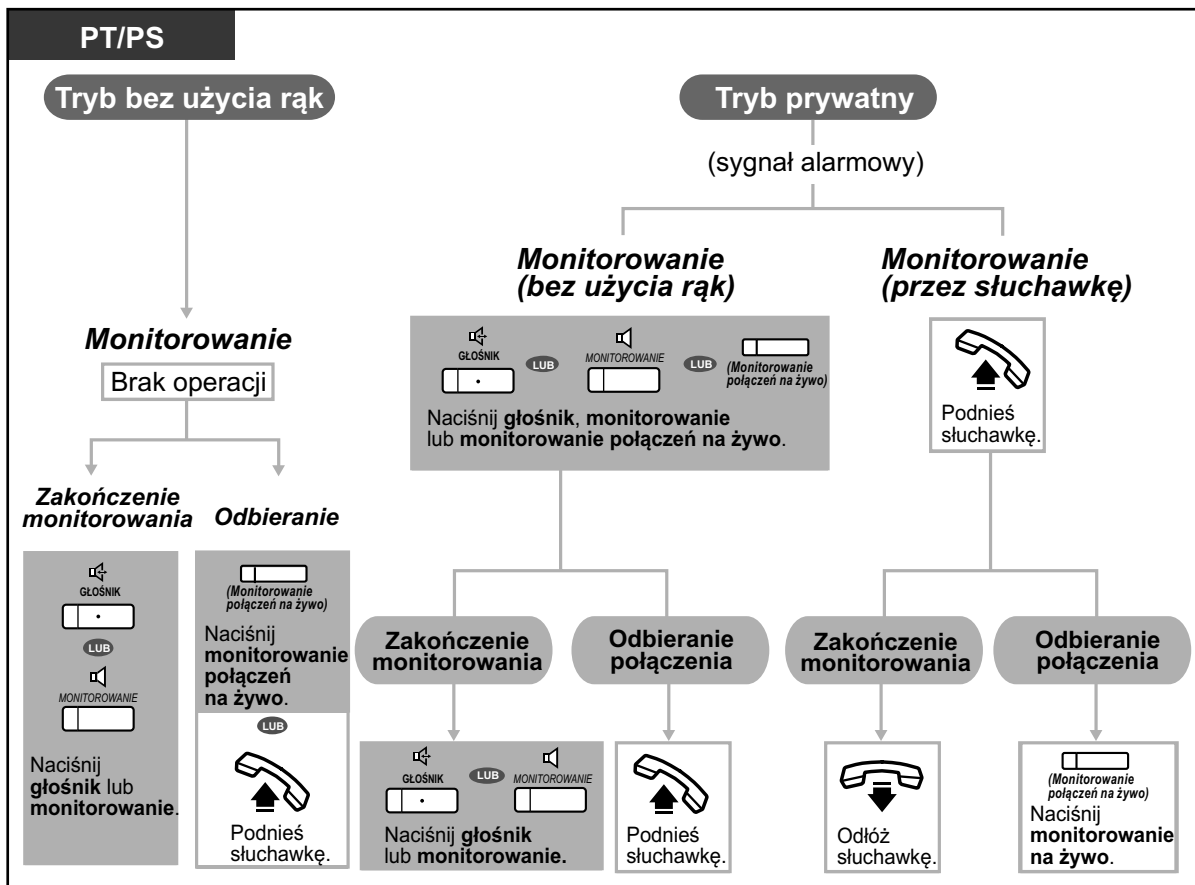 PT/PS
Tryb bez użycia rąk
Monitorowanie
Brak operacji
Zakończenie
monitorowania
GŁOŚNIK
LUB
MONITOROWANIE
Naciśnij
głośnik lub
monitorowanie.
Odbieranie
(Monitorowanie
połączeń na żywo)
Naciśnij
monitorowanie
połączeń
na żywo.
LUB
Podnieś
słuchawkę.
Tryb prywatny
(sygnał alarmowy)
Monitorowanie
(bez użycia rąk)
GŁOŚNIK LUB MONITOROWANIE LUB (Monitorowanie
połączeń na żywo)
Naciśnij głośnik, monitorowanie
lub monitorowanie połączeń na żywo.
Zakończenie
monitorowania
GŁOŚNIK LUB MONITOROWANIE
Naciśnij głośnik
lub monitorowanie.
Odbieranie
połączenia
Podnieś
słuchawkę.
Monitorowanie
(przez słuchawkę)
Podnieś
słuchawkę.
Zakończenie
monitorowania
Odłóż
słuchawkę.
Odbieranie
połączenia
(Monitorowanie
połączeń na żywo)
Naciśnij
monitorowanie
na żywo.